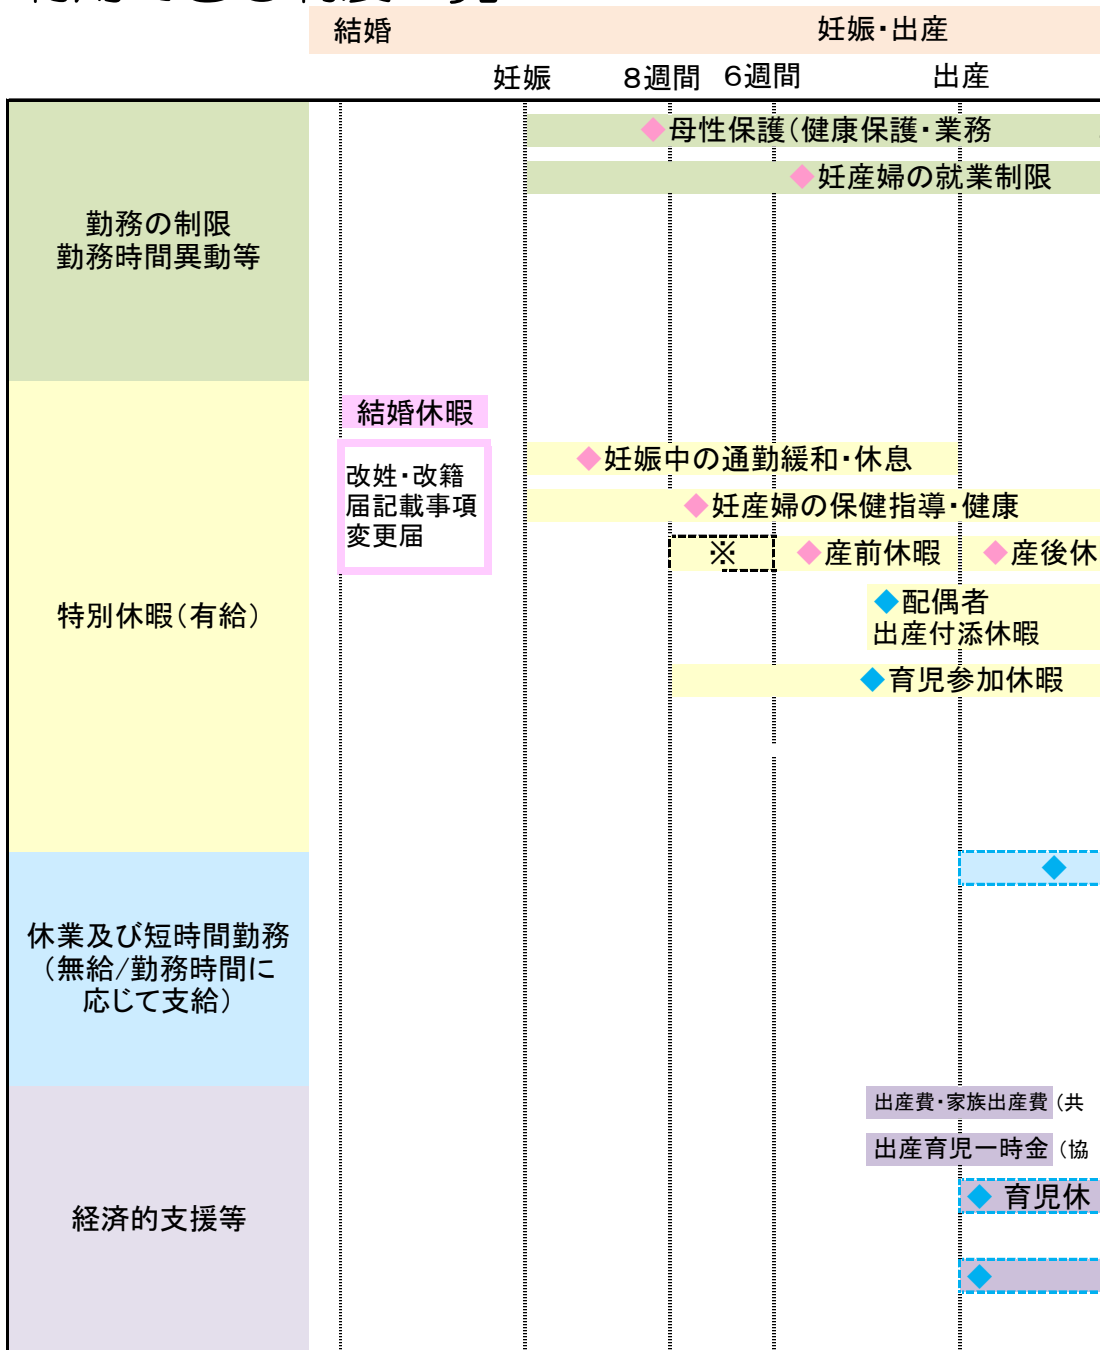 結婚
妊娠・出産
妊娠
8週間
6週間
出産
◆母性保護（健康保護・業務
◆妊産婦の就業制限
勤務の制限
勤務時間異動等
結婚休暇
改姓・改籍
届記載事項
変更届
◆妊娠中の通勤緩和・休息
◆妊産婦の保健指導・健康
※
◆産前休暇
◆産後休
特別休暇（有給）
◆配偶者
出産付添休暇
◆育児参加休暇
◆
休業及び短時間勤務
（無給/勤務時間に
応じて支給）
出産費・家族出産費（共
出産育児一時金（協
◆ 育児休
経済的支援等
◆